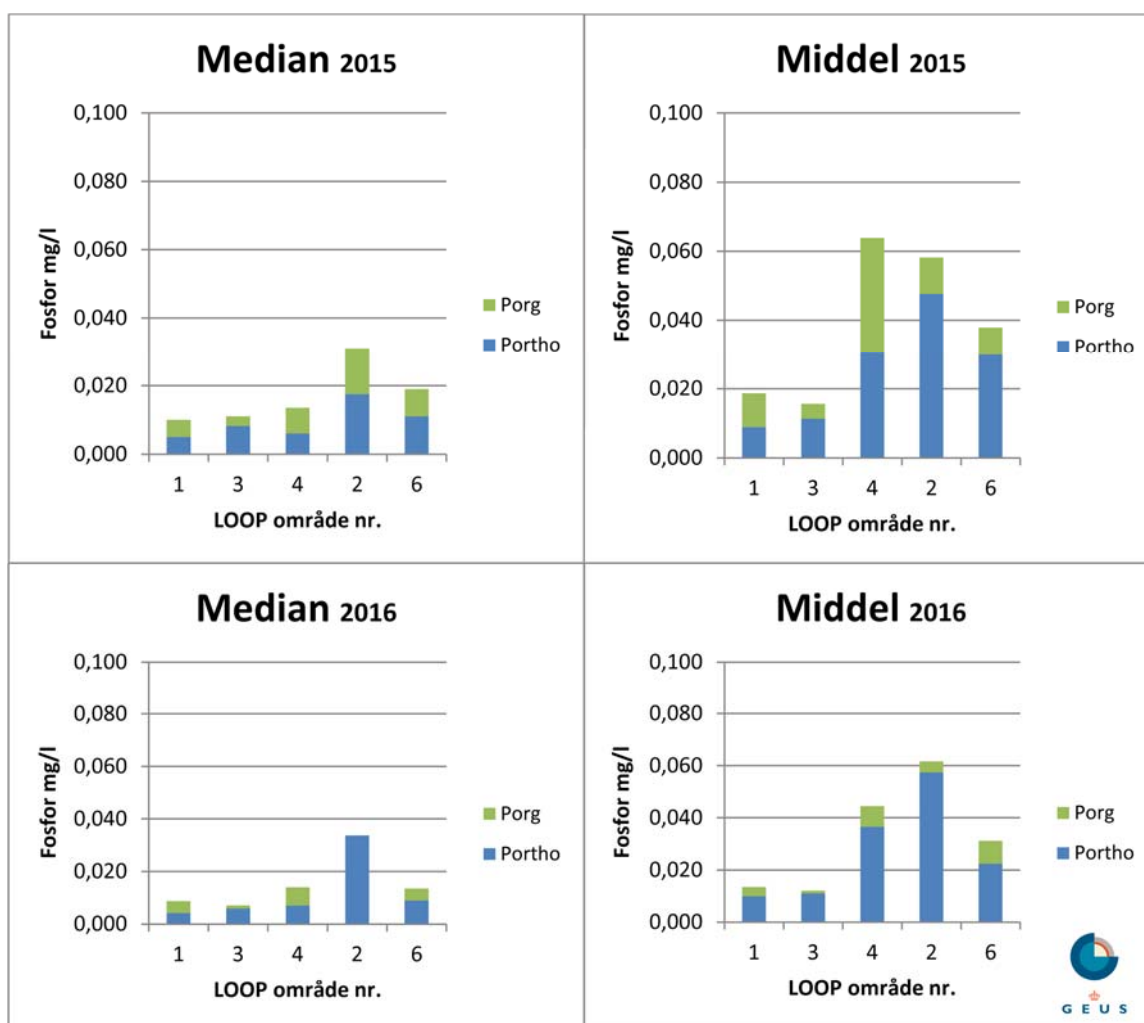 Median 2015
0,100
0,080
0,060
0,040
0,020
0,000
Fosfor mg/l
1 3 4 2 6
LOOP område nr.
Porg
Portho
Middel 2015
0,100
0,080
0,060
0,040
0,020
0,000
Fosfor mg/l
1 3 4 2 6
LOOP område nr.
Porg
Portho
Median 2016
0,100
0,080
0,060
0,040
0,020
0,000
Fosfor mg/l
1 3 4 2 6
LOOP område nr.
Porg
Portho
Middel 2016
0,100
0,080
0,060
0,040
0,020
0,000
Fosfor mg/l
1 3 4 2 6
LOOP område nr.
Porg
Portho
GEUS